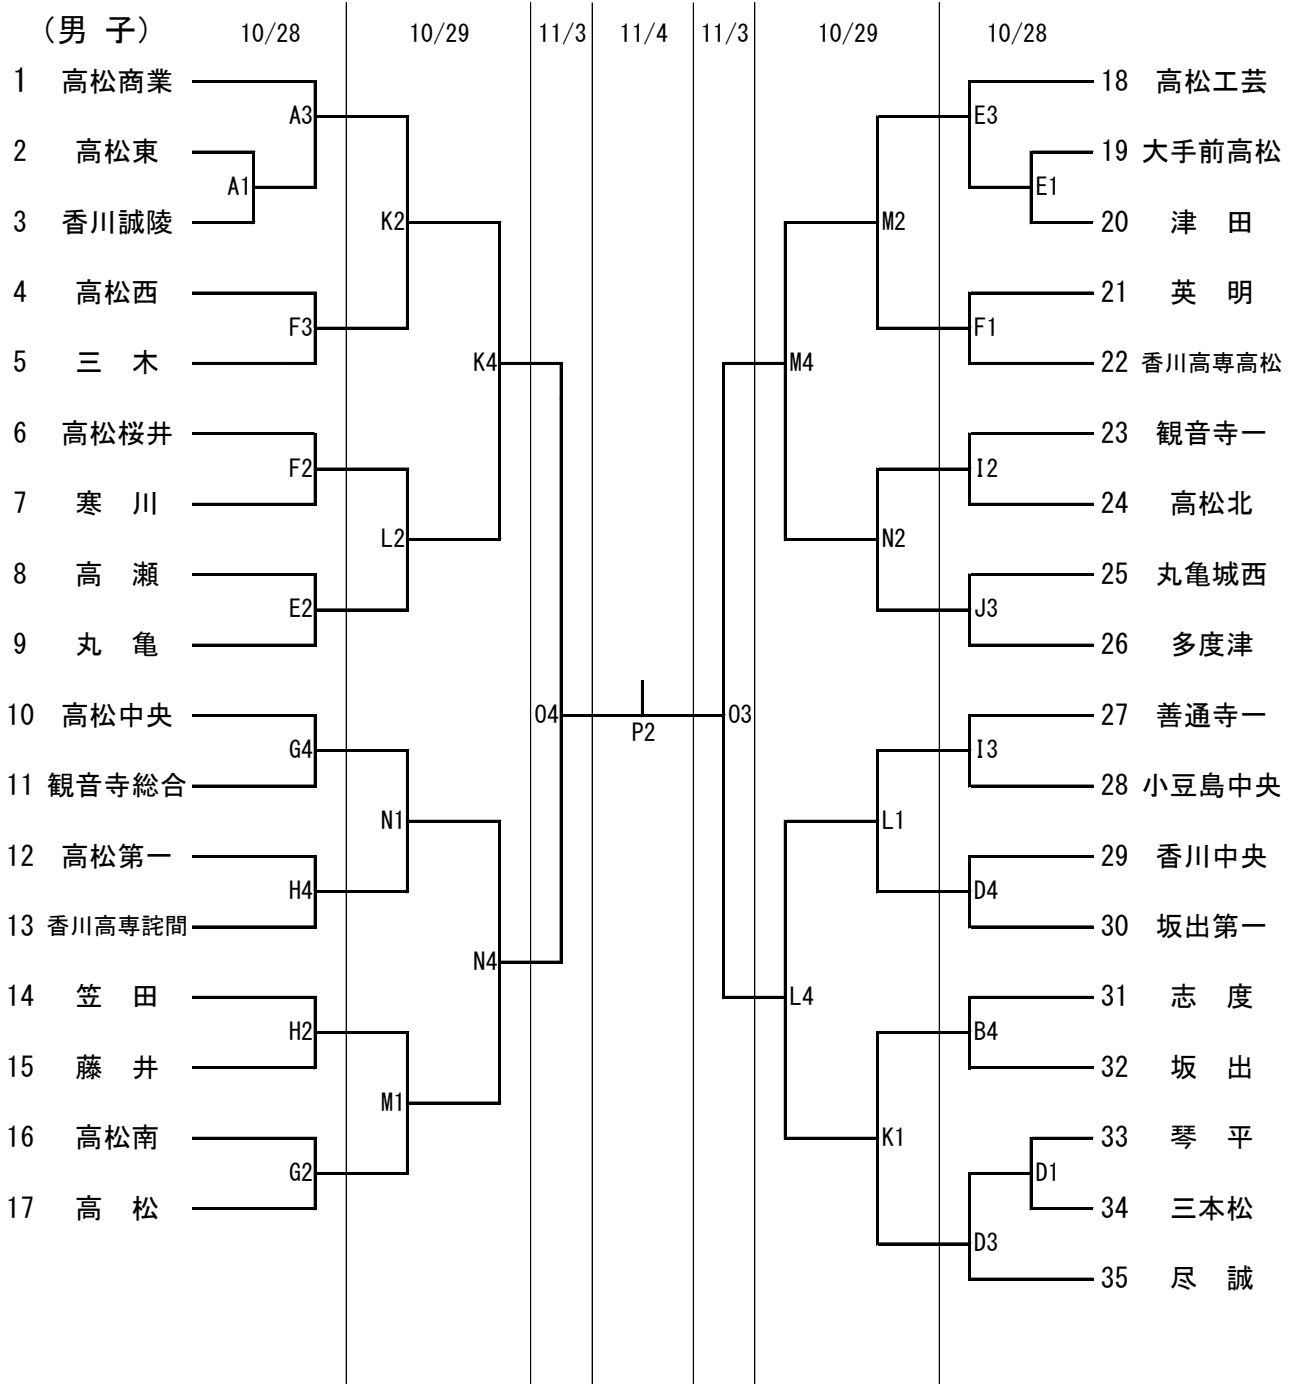 （男 子） 10/28 10/29 11/3 11/4 11/3 10/29 10/28
1 高松商業
A3
2 高松東
A1
3 香川誠陵
K2
4 高松西
F3
5 三 木
K4
6 高松桜井
F2
7 寒 川
L2
8 高 瀬
E2
9 丸 亀
10 高松中央
G4
11 観音寺総合
N1
12 高松第一
H4
13 香川高専詫間
N4
14 笠 田
H2
15 藤 井
M1
16 高松南
G2
17 高 松
O4
P2
O3
18 高松工芸
E3
19 大手前高松
E1
20 津 田
M2
21 英 明
F1
22 香川高専高松
M4
23 観音寺一
I2
24 高松北
N2
25 丸亀城西
J3
26 多度津
27 善通寺一
I3
28 小豆島中央
L1
29 香川中央
D4
30 坂出第一
L4
31 志 度
B4
32 坂 出
K1
33 琴 平
D1
34 三本松
D3
35 尽 誠